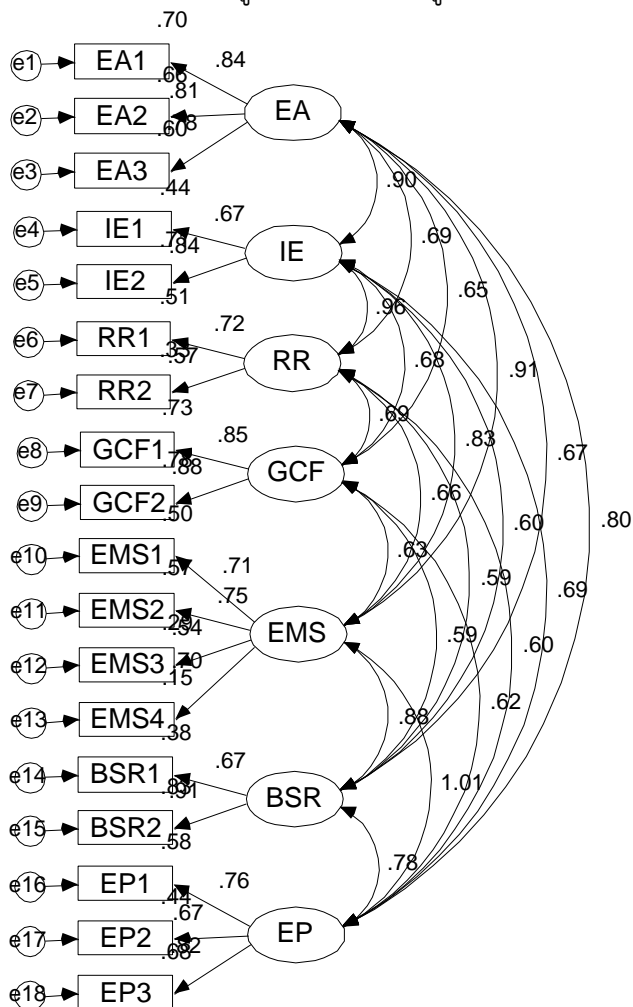 .70
e1 EA1 .84
.66
.81
e2 EA2 EA
.60
e3 EA3 .90
.44
e4 IE1 .67 .69
.84
IE
e5 IE2 .65
.51 .96
e6 RR1 .72 .68
.57
RR .91
e7 RR2
.73 .69
.83
e8 GCF1 .85 .67
.88
GCF
e9 GCF2 .66
.50 .60
.80
e10 EMS1 .71 .63
.75 .59
.69
e11 EMS2
.54
EMS .59
.60
e12 EMS3
.15 .62
e13 EMS4 .88
.38
e14 BSR1 .67
1.01
BSR
e15 BSR2
.58
.78
e16 EP1 .76
.44
.67
e17 EP2 EP
.68
e18 EP3